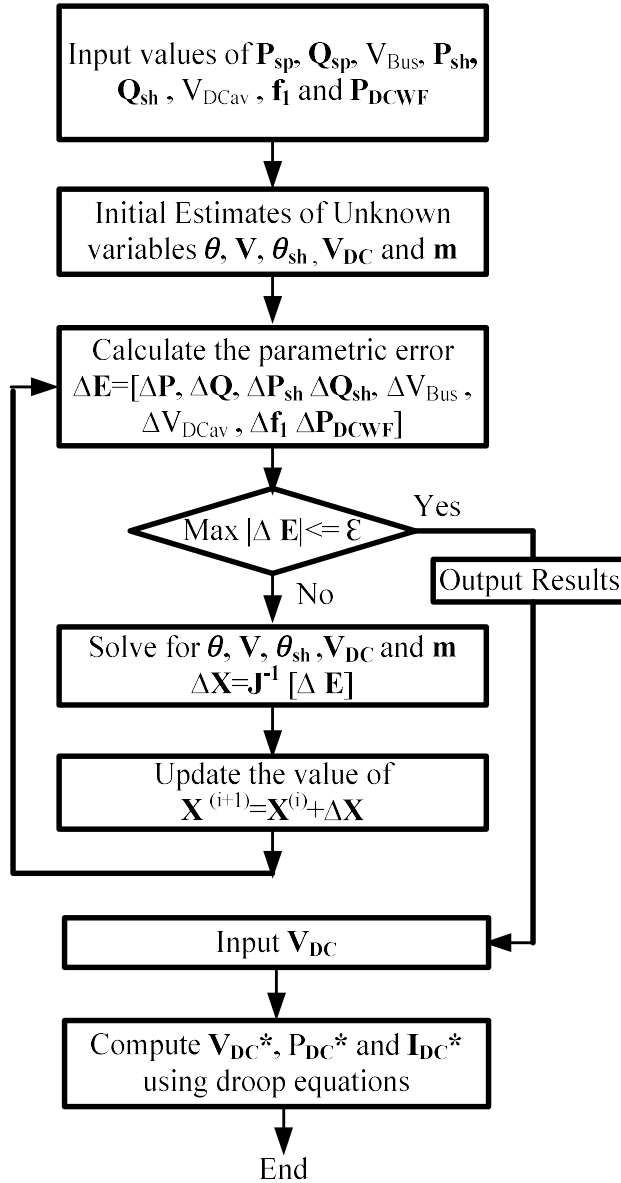 Input values of P_sp, Q_sp, V_Bus, P_sh,
Q_sh , V_DCav , f_1 and P_DCWF
Initial Estimates of Unknown
variables θ, V, θ_sh , V_DC and m
Calculate the parametric error
ΔE=[ΔP, ΔQ, ΔP_sh ΔQ_sh, ΔV_Bus ,
ΔV_DCav , Δf_1 ΔP_DCWF]
Max |Δ E|<= Ɛ
Yes
Output Results
No
Solve for θ, V, θ_sh ,V_DC and m
ΔX=J^-1 [Δ E]
Update the value of
X ^(i+1)=X^(i)+ΔX
Input V_DC
Compute V_DC*, P_DC* and I_DC*
using droop equations
End